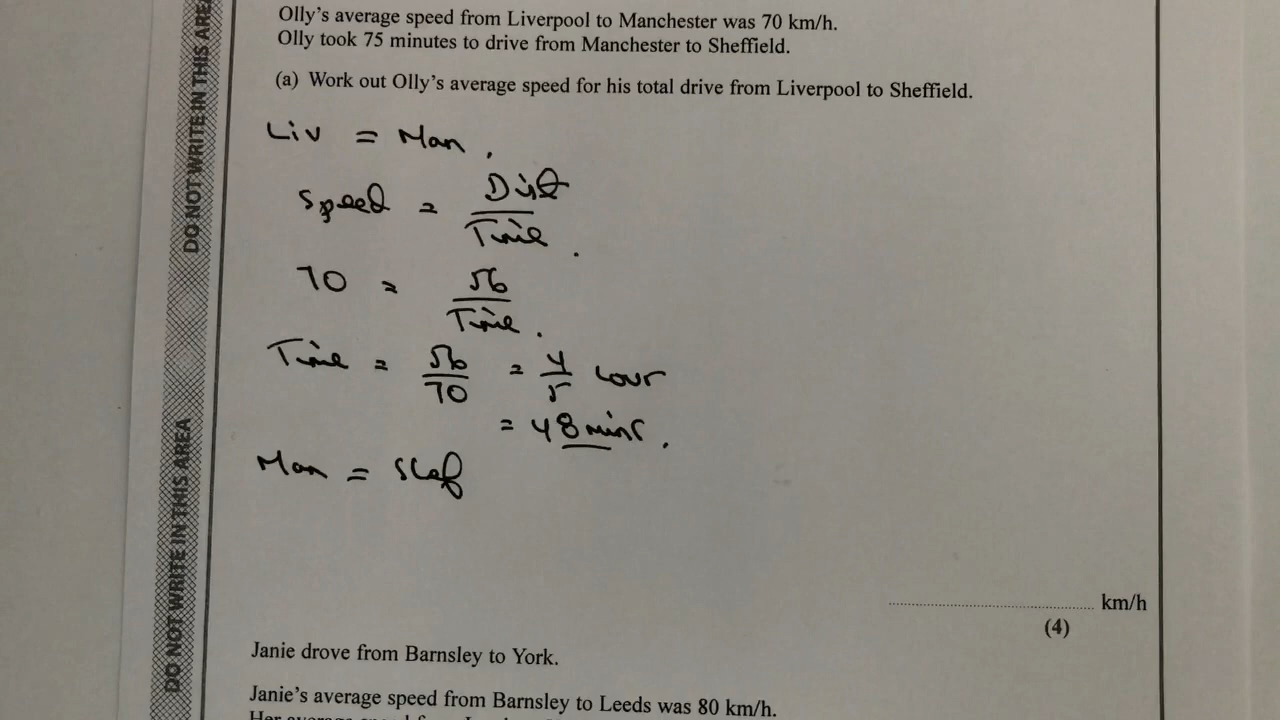 Olly's average speed from Liverpool to Manchester was 70 km/h.
Olly took 75 minutes to drive from Manchester to Sheffield.
(a) Work out Olly's average speed for his total drive from Liverpool to Sheffield.
Liv = Man.
Speed = Dist
Time.
70 = 56
Time.
Time = 56/70 = 4/5 hour
= 48 mins.
Man = Shef
km/h
(4)
Janie drove from Barnsley to York.
Janie's average speed from Barnsley to Leeds was 80 km/h.
Her average speed from
DO NOT WRITE IN THIS AREA
DO NOT WRITE IN THIS AREA